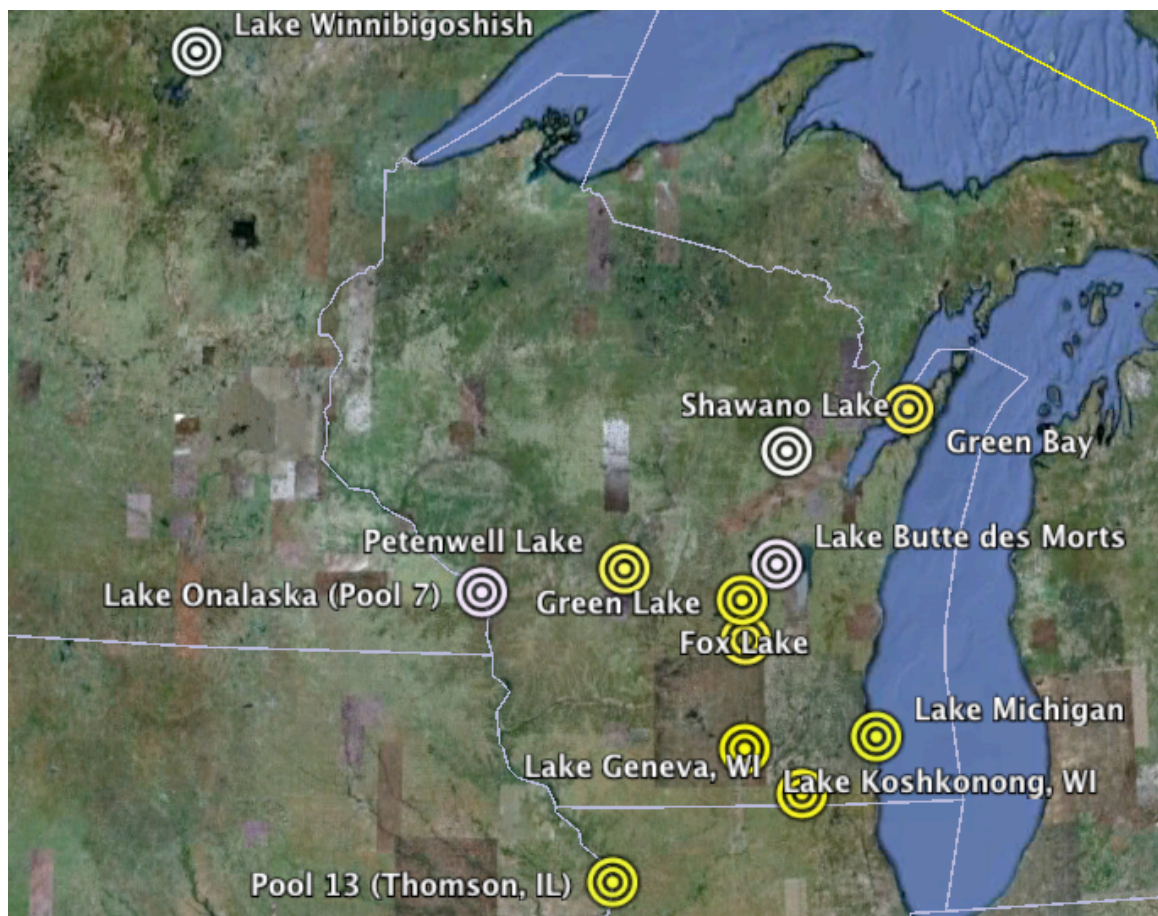 Lake Winnibigoshish
Shawano Lake
Green Bay
Petenwell Lake
Lake Butte des Morts
Lake Onalaska (Pool 7)
Green Lake
Fox Lake
Lake Michigan
Lake Geneva, WI
Lake Koshkonong, WI
Pool 13 (Thomson, IL)